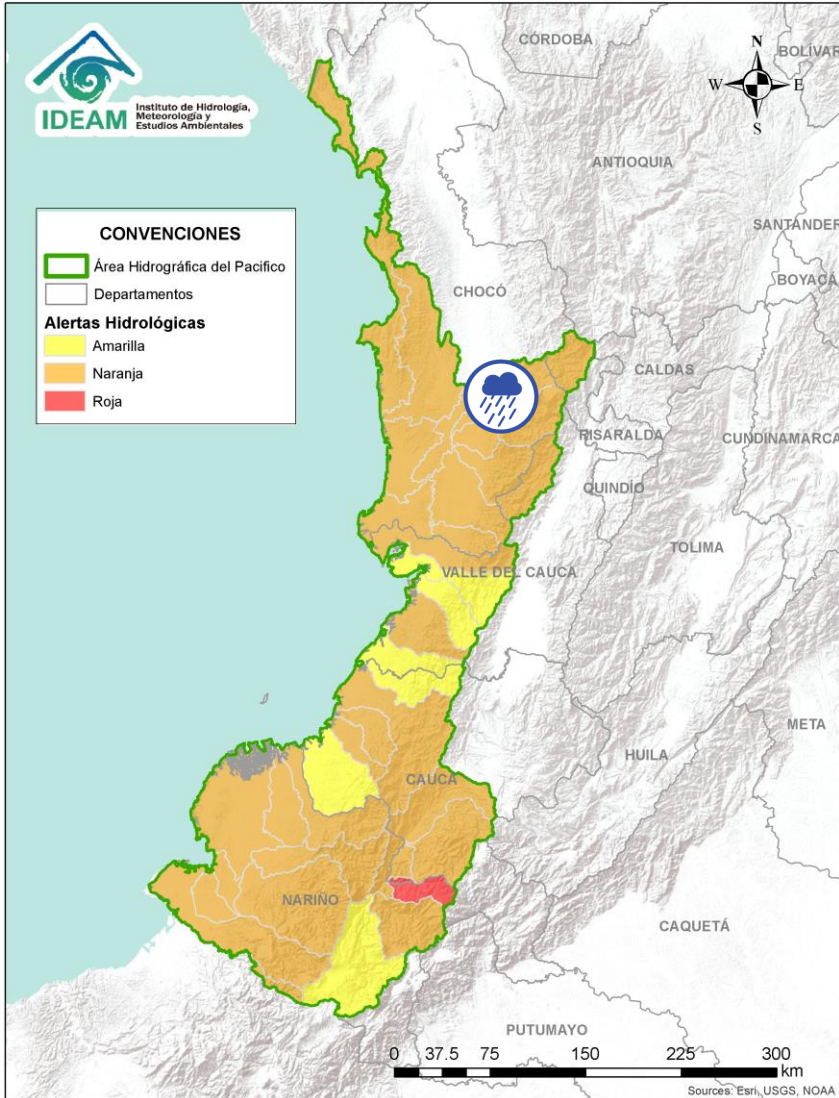 IDEAM
Instituto de Hidrología,
Meteorología y
Estudios Ambientales
CÓRDOBA
BOLÍVAR
N
W
E
S
ANTIOQUIA
SANTANDER
BOYACÁ
CONVENCIONES
Área Hidrográfica del Pacifico
Departamentos
Alertas Hidrológicas
Amarilla
Naranja
Roja
CHOCÓ
CALDAS
RISARALDA
CUNDINAMARCA
QUINDÍO
TOLIMA
VALLE DEL CAUCA
META
HUILA
CAUCA
NARIÑO
CAQUETÁ
PUTUMAYO
0 37.5 75 150 225 300
km
Sources: Esri, USGS, NOAA